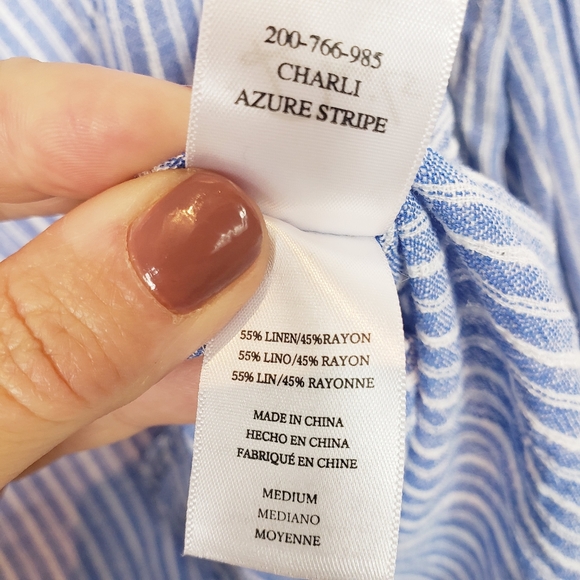 200-766-985
CHARLI
AZURE STRIPE
55% LINEN/45%RAYON
55% LINO/45% RAYON
55% LIN/45% RAYONNE
MADE IN CHINA
HECHO EN CHINA
FABRIQUÉ EN CHINE
MEDIUM
MEDIANO
MOYENNE